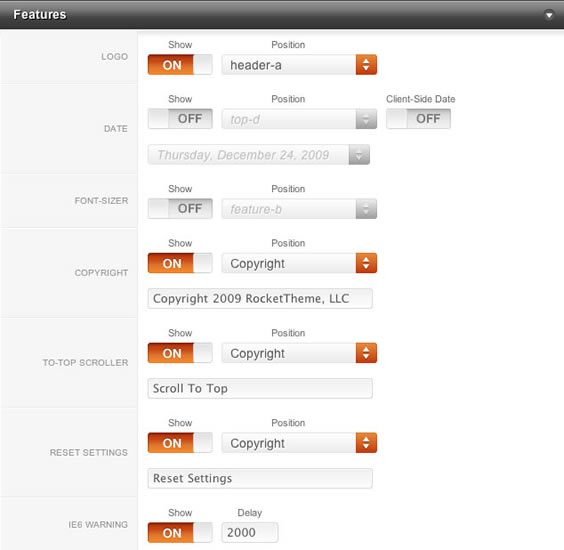 Features
Show Position
LOGO ON header-a
Show Position Client-Side Date
DATE OFF top-d OFF
Thursday, December 24, 2009
Show Position
FONT-SIZER OFF feature-b
Show Position
COPYRIGHT ON Copyright
Copyright 2009 RocketTheme, LLC
Show Position
TO-TOP SCROLLER ON Copyright
Scroll To Top
Show Position
RESET SETTINGS ON Copyright
Reset Settings
Show Delay
IE6 WARNING ON 2000